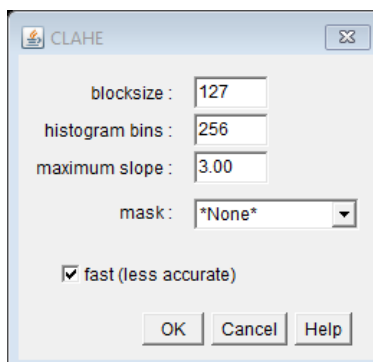 CLAHE
blocksize : 127
histogram bins : 256
maximum slope : 3.00
mask : *None*
fast (less accurate)
OK Cancel Help